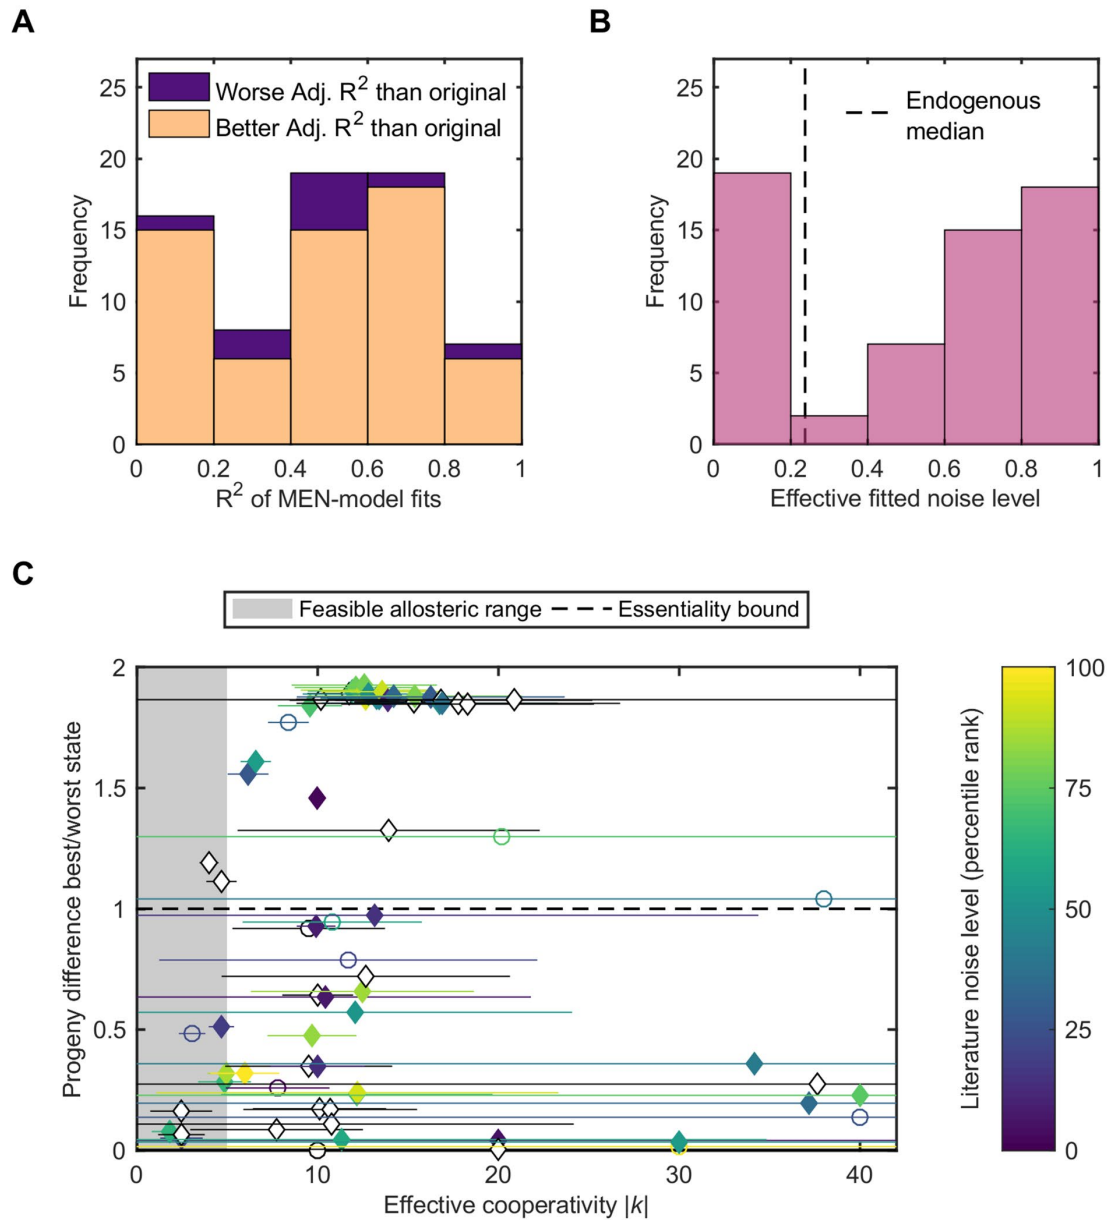 A
B
Worse Adj. R² than original
Better Adj. R² than original
Endogenous
median
Frequency
25
20
15
10
5
0
0 0.2 0.4 0.6 0.8 1
R² of MEN-model fits
Frequency
25
20
15
10
5
0
0 0.2 0.4 0.6 0.8 1
Effective fitted noise level
C
Feasible allosteric range Essentiality bound
Progeny difference best/worst state
2
1.5
1
0.5
0
0 10 20 30 40
Effective cooperativity |k|
Literature noise level (percentile rank)
100
75
50
25
0